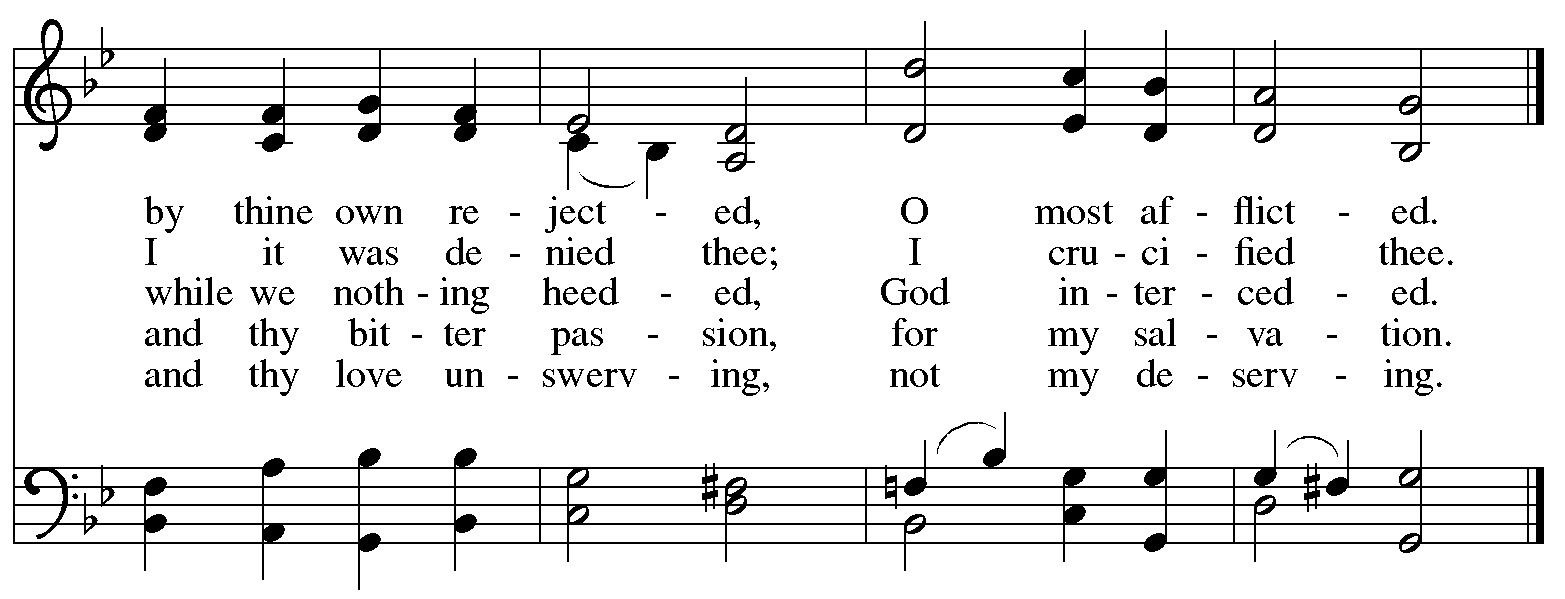 by thine own re - ject - ed, O most af - flict - ed.
I it was de - nied thee; I cru - ci - fied thee.
while we noth - ing heed - ed, God in - ter - ced - ed.
and thy bit - ter pas - sion, for my sal - va - tion.
and thy love un - swerv - ing, not my de - serv - ing.